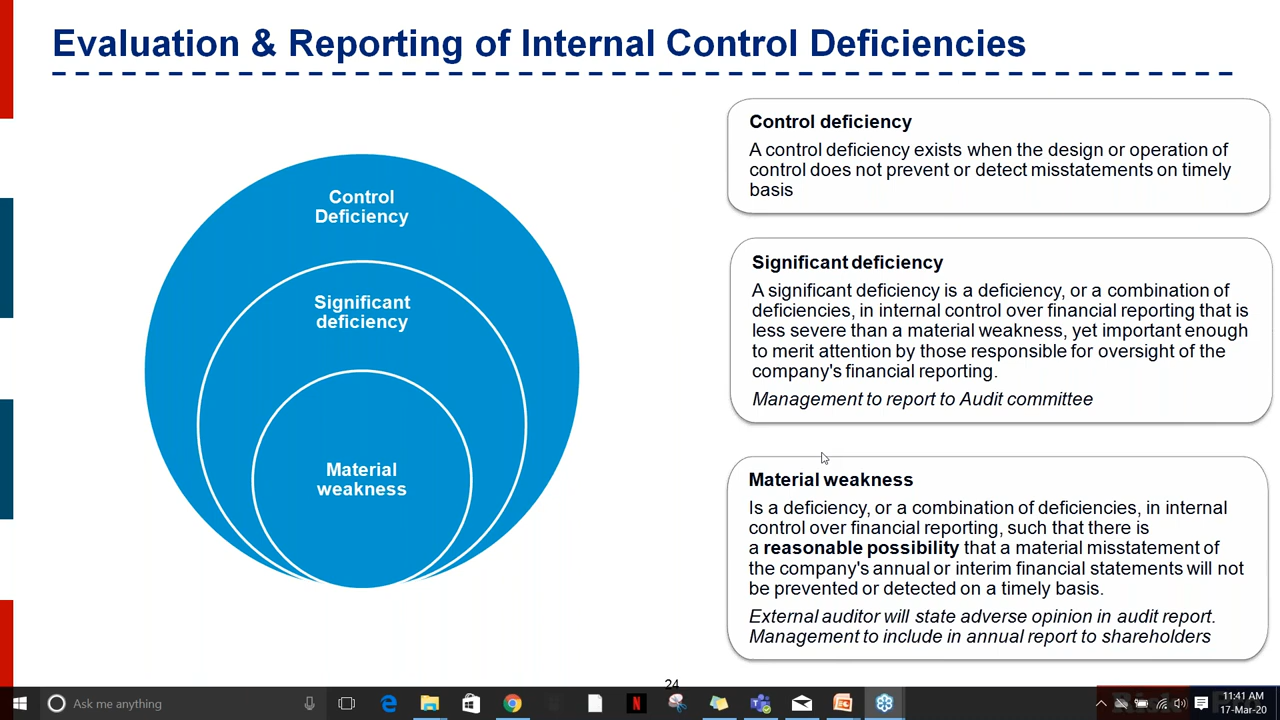 Evaluation & Reporting of Internal Control Deficiencies
Control
Deficiency
Significant
deficiency
Material
weakness
Control deficiency
A control deficiency exists when the design or operation of
control does not prevent or detect misstatements on timely
basis
Significant deficiency
A significant deficiency is a deficiency, or a combination of
deficiencies, in internal control over financial reporting that is
less severe than a material weakness, yet important enough
to merit attention by those responsible for oversight of the
company's financial reporting.
Management to report to Audit committee
Material weakness
Is a deficiency, or a combination of deficiencies, in internal
control over financial reporting, such that there is
a reasonable possibility that a material misstatement of
the company's annual or interim financial statements will not
be prevented or detected on a timely basis.
External auditor will state adverse opinion in audit report.
Management to include in annual report to shareholders
24
Ask me anything
11:41 AM
17-Mar-20